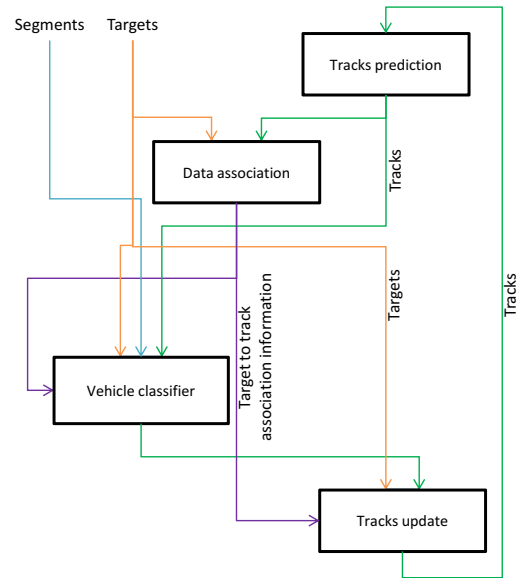 Segments
Targets
Tracks prediction
Data association
Tracks
Targets
Tracks
Target to track
association information
Vehicle classifier
Tracks update